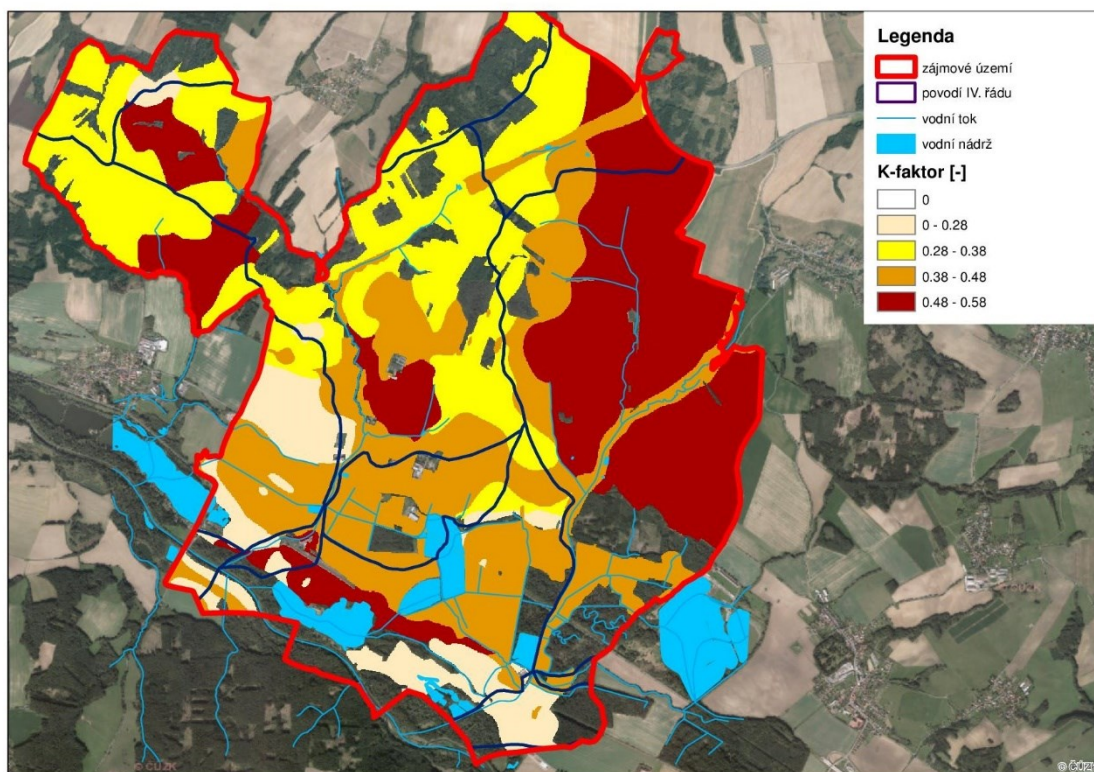 Legenda
zájmové území
povodí IV. řádu
vodní tok
vodní nádrž
K-faktor [-]
0
0 - 0.28
0.28 - 0.38
0.38 - 0.48
0.48 - 0.58
© ČÚZK